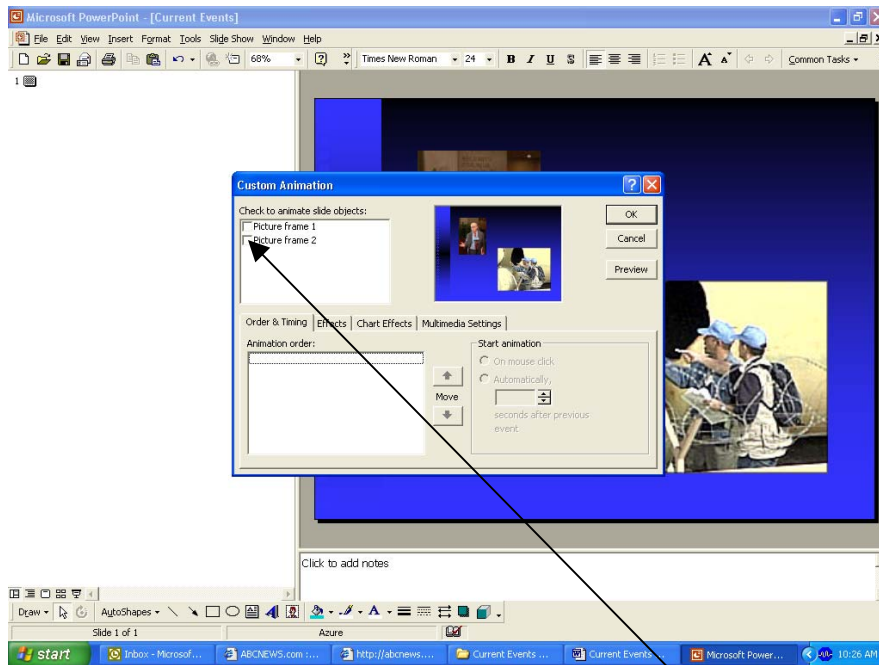 Microsoft PowerPoint - [Current Events]
File Edit View Insert Format Tools Slide Show Window Help
68% Times New Roman 24 B I U S A A Common Tasks
1
Custom Animation
Check to animate slide objects:
Picture frame 1
Picture frame 2
OK
Cancel
Preview
Order & Timing Effects Chart Effects Multimedia Settings
Animation order:
Move
Start animation
On mouse click
Automatically,
seconds after previous
event
Click to add notes
Draw AutoShapes A
Slide 1 of 1 Azure
start Inbox - Microsof... ABCNEWS.com :... http://abcnews.... Current Events ... Current Events ... Microsoft Power... 10:26 AM